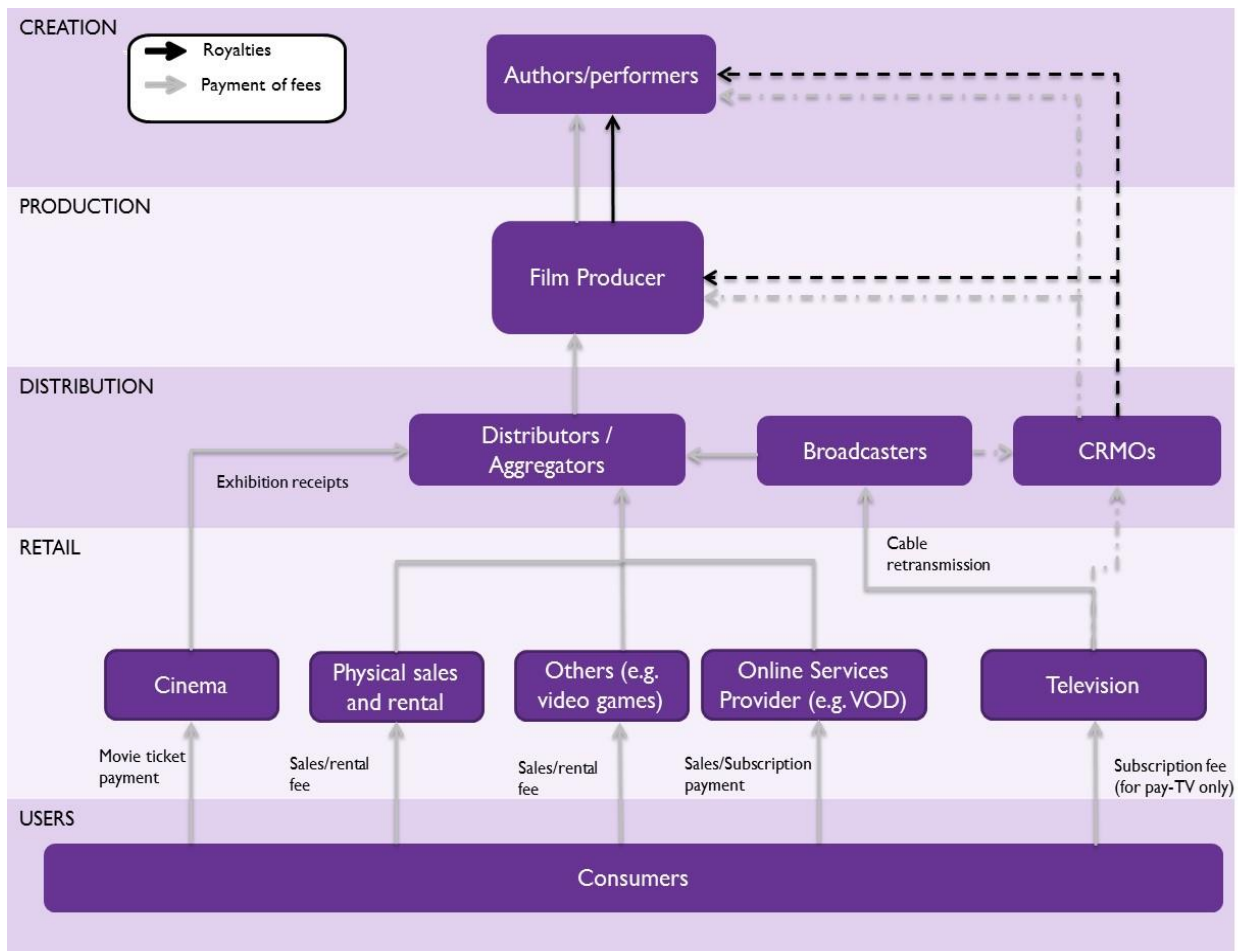 CREATION
Royalties
Payment of fees
Authors/performers
PRODUCTION
Film Producer
DISTRIBUTION
Distributors /
Aggregators
Broadcasters
CRMOs
Exhibition receipts
RETAIL
Cable
retransmission
Cinema
Physical sales
and rental
Others (e.g.
video games)
Online Services
Provider (e.g. VOD)
Television
Movie ticket
payment
Sales/rental
fee
Sales/rental
fee
Sales/Subscription
payment
Subscription fee
(for pay-TV only)
USERS
Consumers